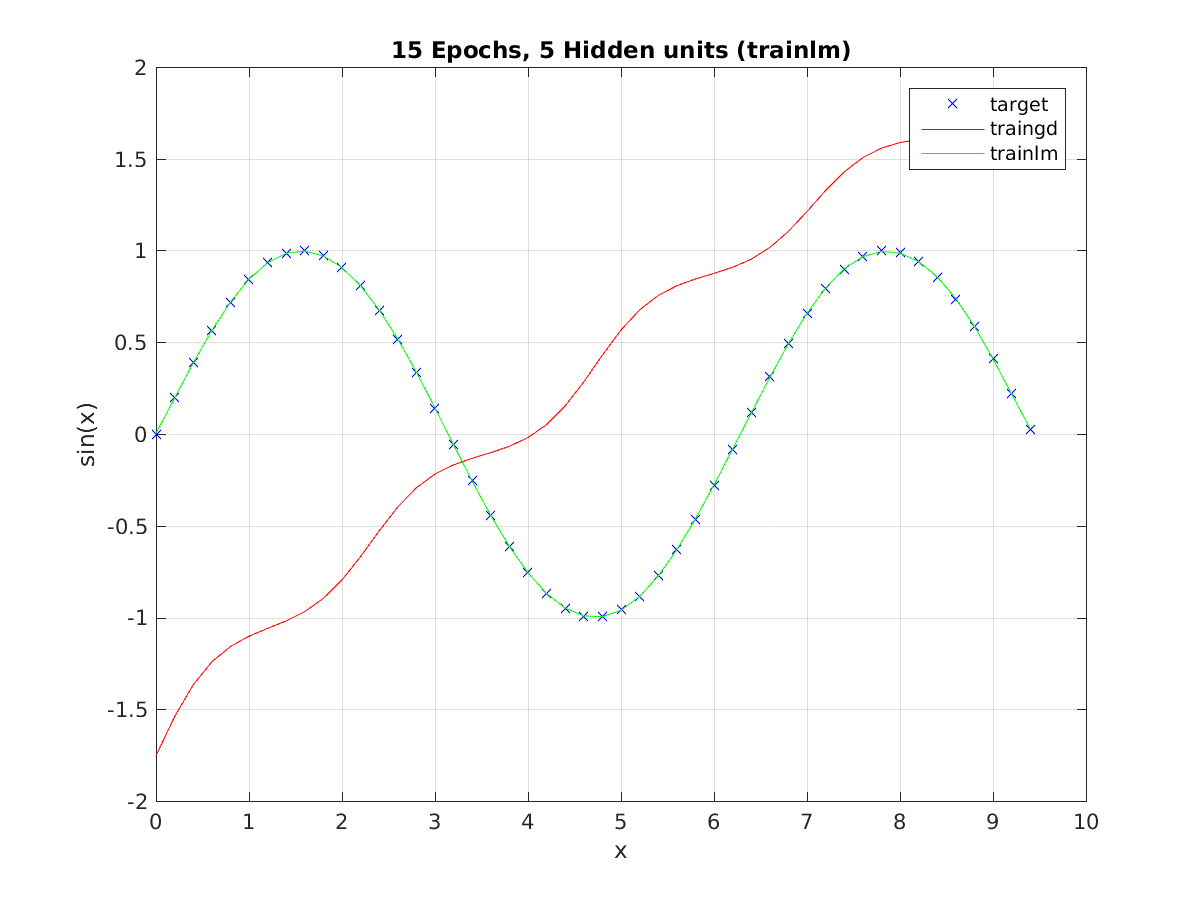 15 Epochs, 5 Hidden units (trainlm)
2
1.5
1
0.5
0
-0.5
-1
-1.5
-2
sin(x)
target
traingd
trainlm
0 1 2 3 4 5 6 7 8 9 10
x